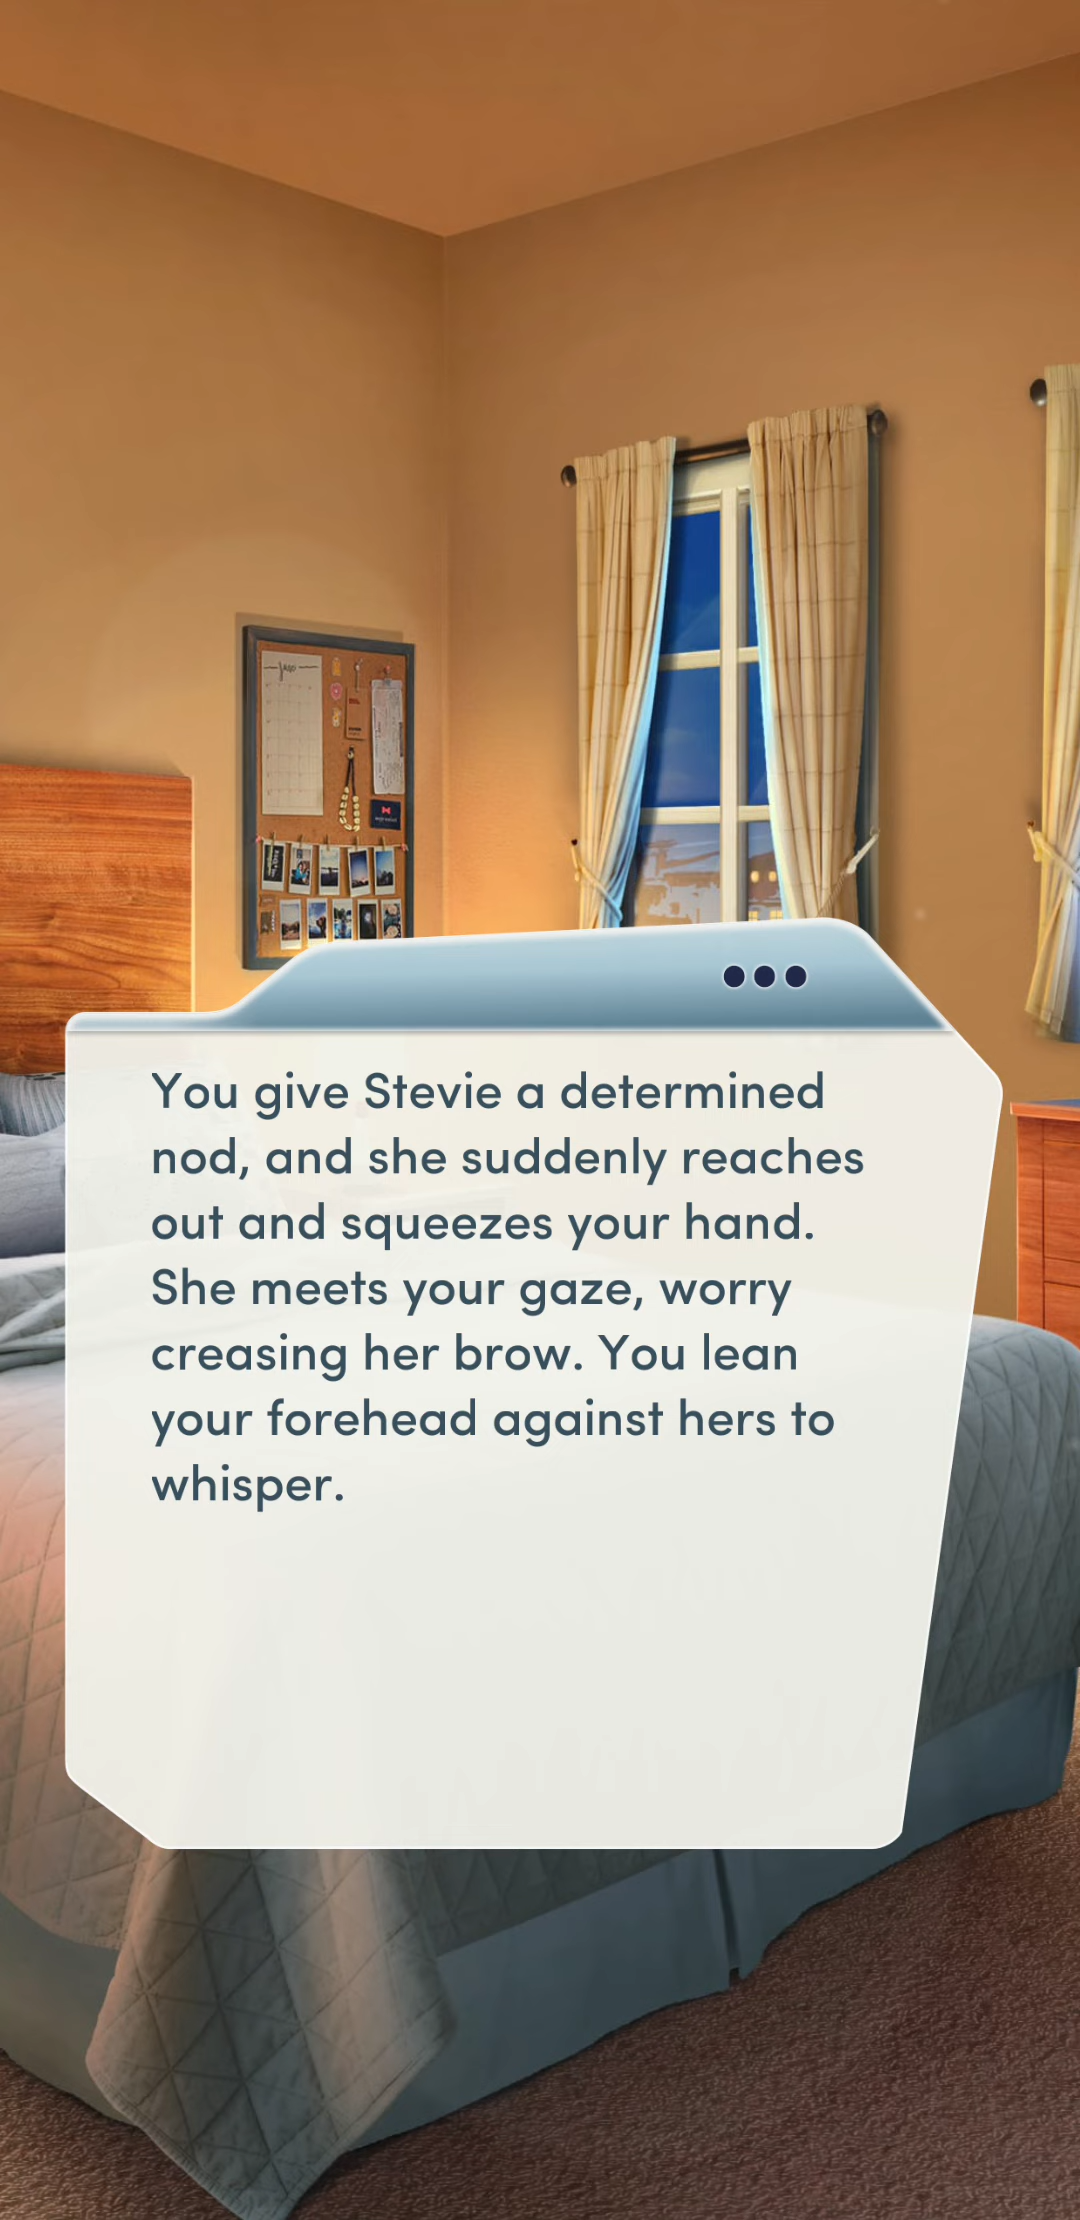 You give Stevie a determined
nod, and she suddenly reaches
out and squeezes your hand.
She meets your gaze, worry
creasing her brow. You lean
your forehead against hers to
whisper.